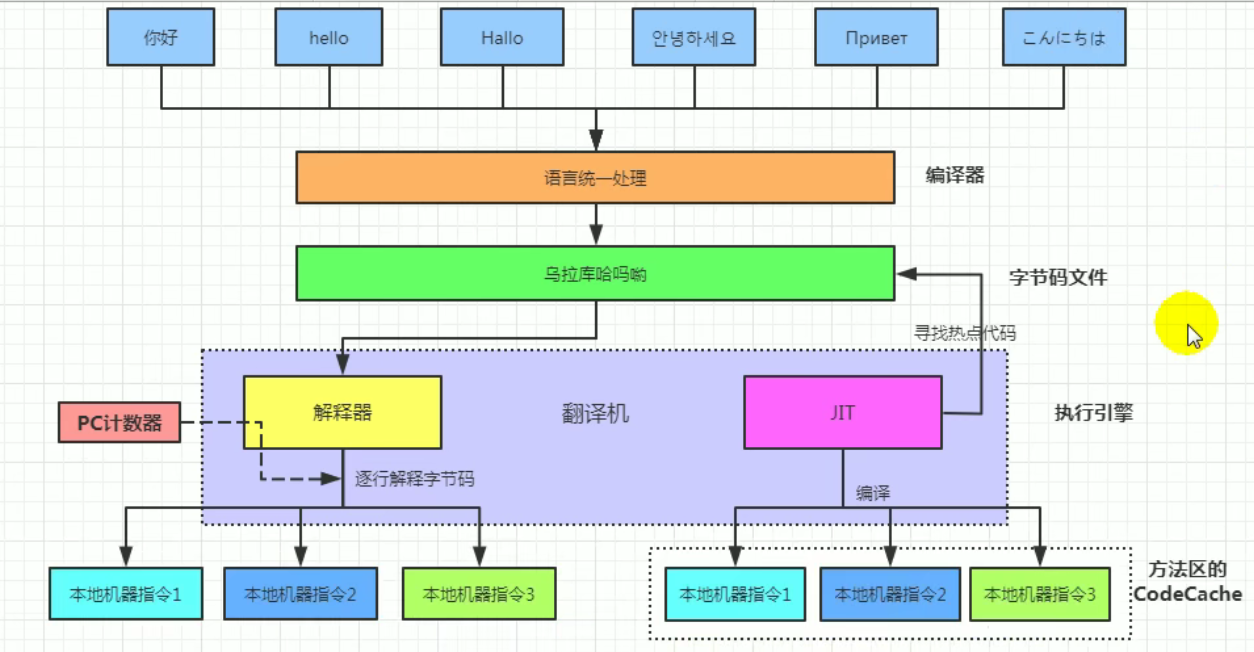 你好
hello
Hallo
안녕하세요
Привет
こんにちは
语言统一处理
编译器
乌拉库哈吗哟
字节码文件
寻找热点代码
PC计数器
解释器
翻译机
JIT
执行引擎
逐行解释字节码
编译
本地机器指令1
本地机器指令2
本地机器指令3
本地机器指令1
本地机器指令2
本地机器指令3
方法区的
CodeCache